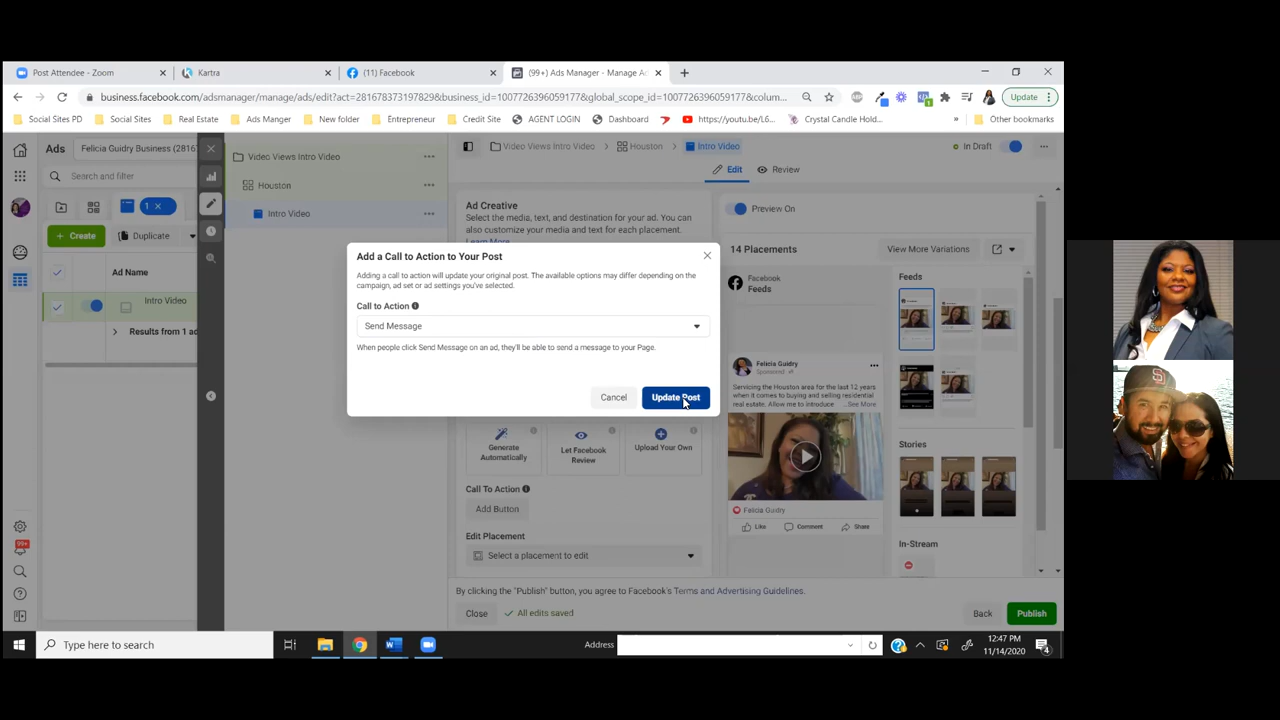 Post Attendee - Zoom
Kartra
(11) Facebook
(99+) Ads Manager - Manage Ad
business.facebook.com/adsmanager/manage/ads/edit?act=281678373197829&business_id=1007726396059177&global_scope_id=1007726396059177&colum...
Update
Social Sites PD
Social Sites
Real Estate
Ads Manger
New folder
Entrepreneur
Credit Site
AGENT LOGIN
Dashboard
https://youtu.be/L6...
Crystal Candle Hold...
»
Other bookmarks
Ads
Felicia Guidry Business (2816
Search and filter
1 ×
+ Create
Duplicate
Ad Name
Intro Video
Results from 1 ad
Video Views Intro Video
Houston
Intro Video
Video Views Intro Video
Houston
Intro Video
In Draft
Edit
Review
Ad Creative
Select the media, text, and destination for your ad. You can
also customize your media and text for each placement.
Learn More
Add a Call to Action to Your Post
Adding a call to action will update your original post. The available options may differ depending on the
campaign, ad set or ad settings you've selected.
Call to Action
Send Message
When people click Send Message on an ad, they'll be able to send a message to your Page.
Cancel
Update Post
Generate
Automatically
Let Facebook
Review
Upload Your Own
Call To Action
Add Button
Edit Placement
Select a placement to edit
Preview On
14 Placements
View More Variations
Facebook
Feeds
Felicia Guidry
Sponsored
Servicing the Houston area for the last 12 years
when it comes to buying and selling residential
real estate. Allow me to introduce ...See More
Felicia Guidry
Like
Comment
Share
Feeds
Stories
In-Stream
By clicking the "Publish" button, you agree to Facebook's Terms and Advertising Guidelines.
Close
All edits saved
Back
Publish
99+
Type here to search
Address
12:47 PM
11/14/2020
4